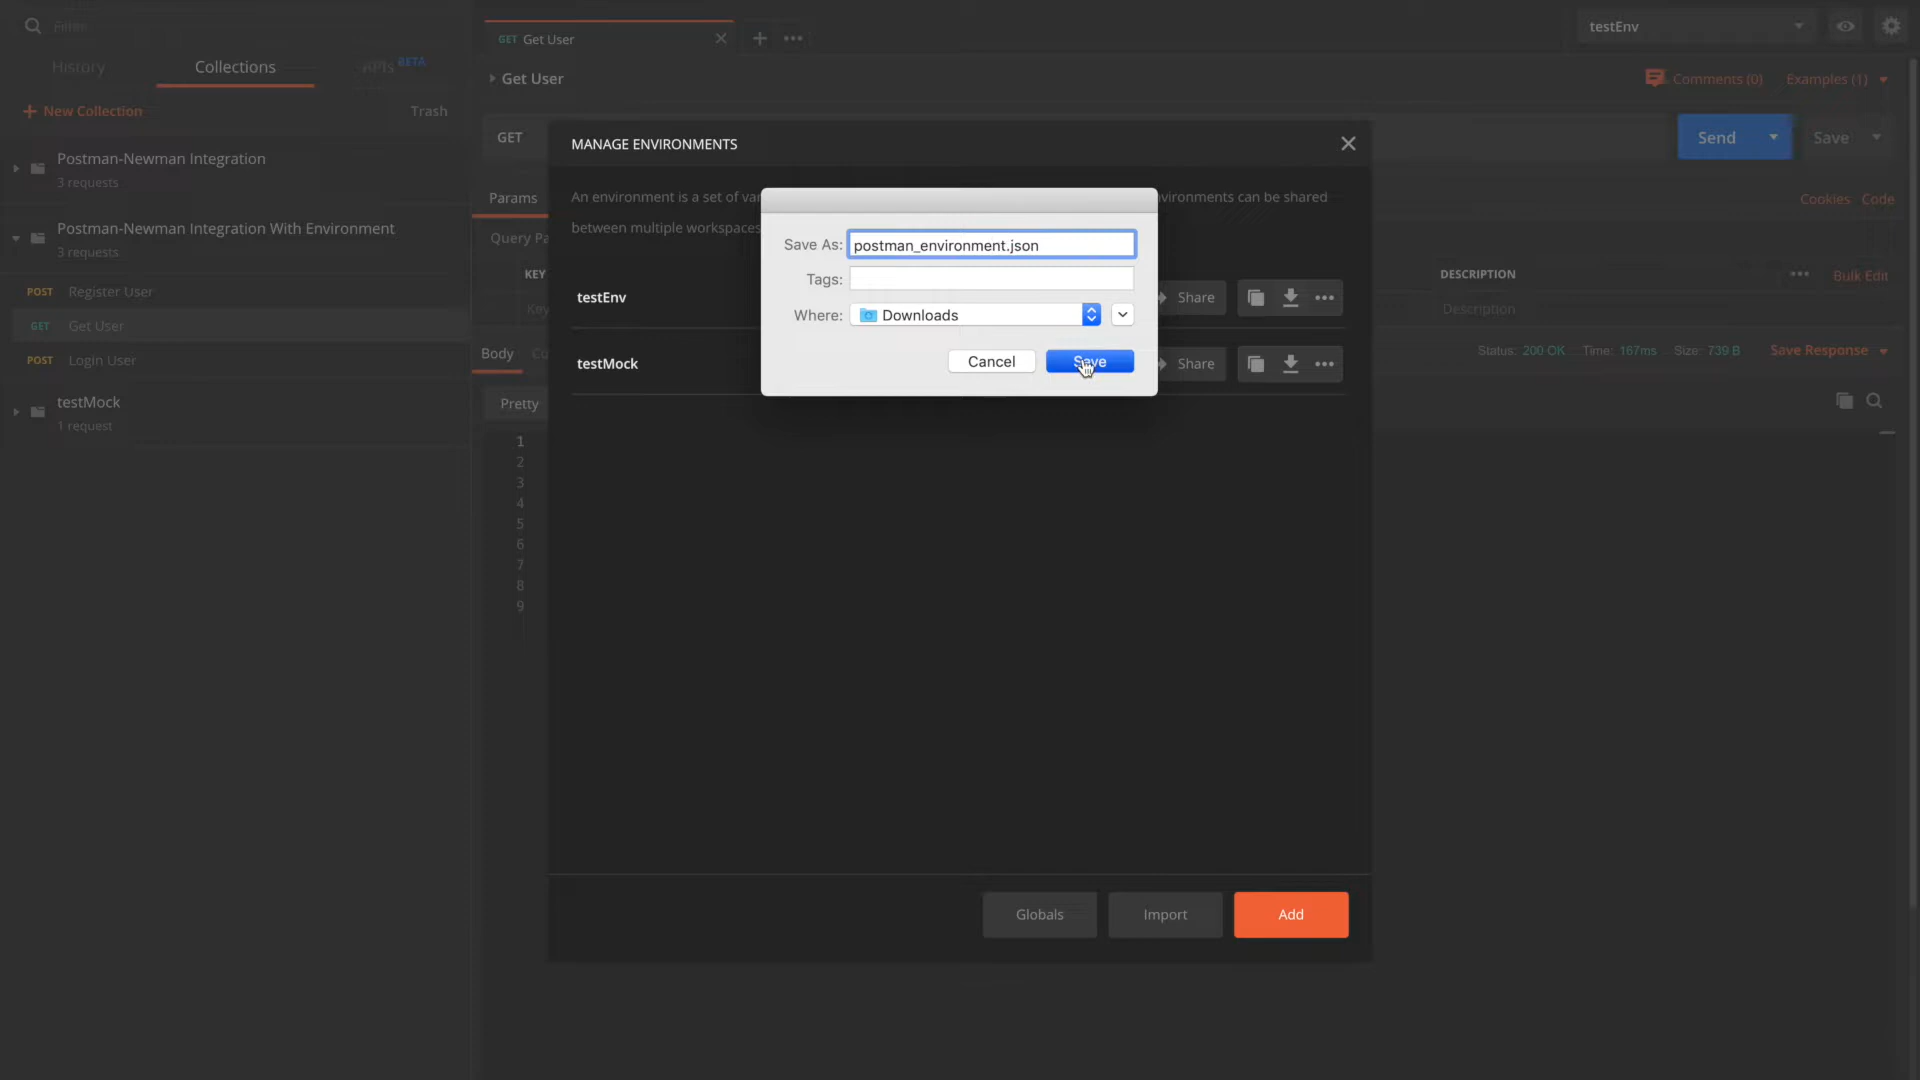 Filter
History
Collections
APIs BETA
+ New Collection
Trash
Postman-Newman Integration
3 requests
Postman-Newman Integration With Environment
3 requests
POST Register User
GET Get User
POST Login User
testMock
1 request
GET Get User
testEnv
Get User
Comments (0)
Examples (1)
GET
Send
Save
Params
Cookies Code
Query Pa
KEY
DESCRIPTION
Bulk Edit
Key
Description
Body Co
Status: 200 OK Time: 167ms Size: 739 B
Save Response
Pretty
1
2
3
4
5
6
7
8
9
MANAGE ENVIRONMENTS
An environment is a set of va
vironments can be shared
between multiple workspaces
testEnv
Share
testMock
Share
Globals
Import
Add
Save As: postman_environment.json
Tags:
Where: Downloads
Cancel
Save